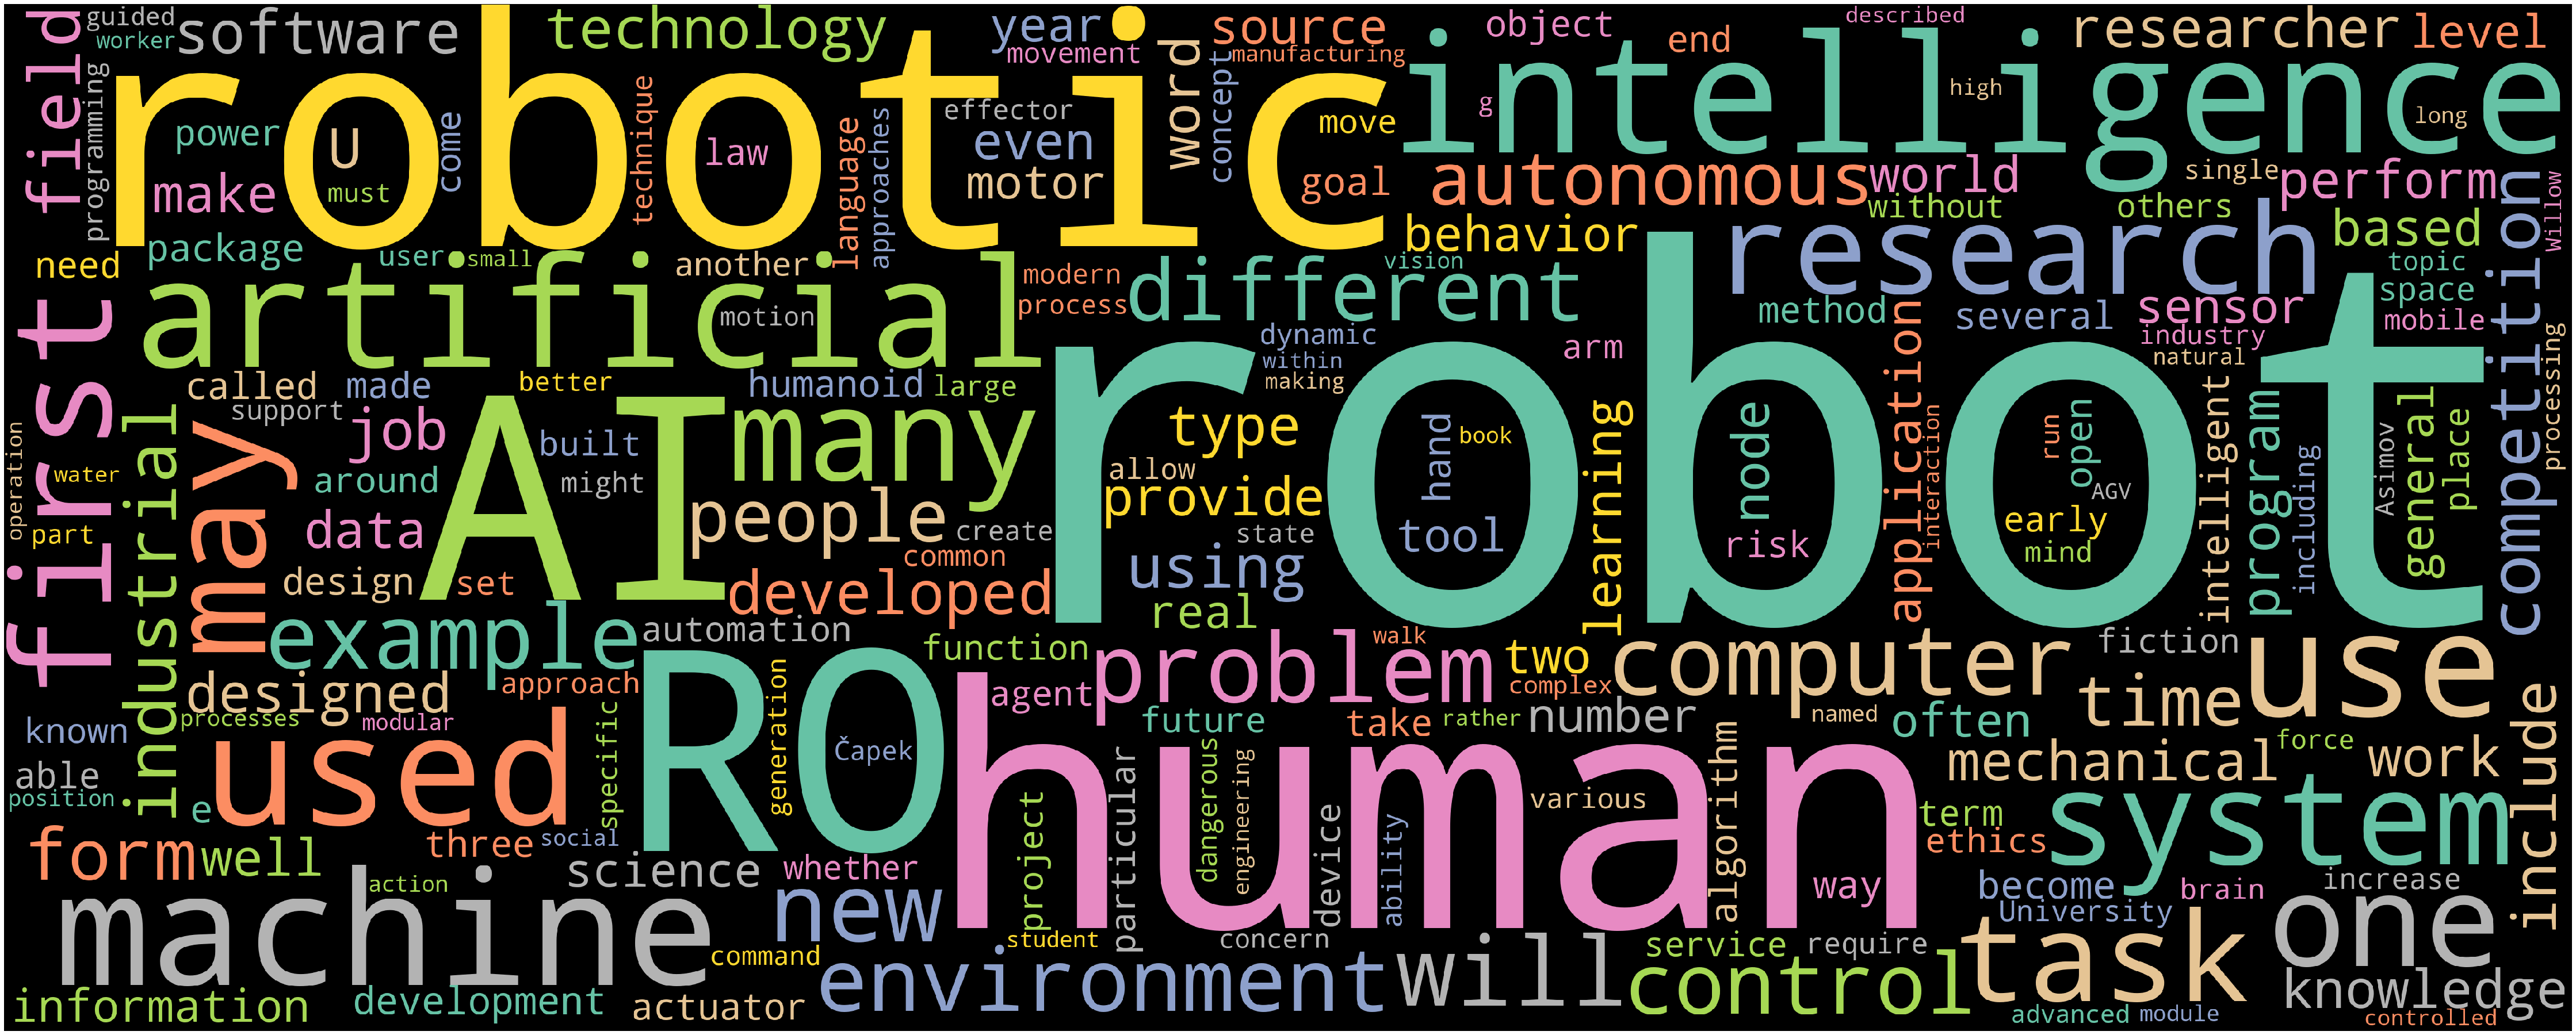 guided
worker
software
technology
year
movement
source
manufacturing
object
end
described
researcher
level
field
programming
robotic
word
concept
intelligence
g
high
long
power
U
come
technique
law
language
approaches
effector
even
motor
move
goal
make
must
autonomous
world
without
single
others
perform
Willow
package
user
small
another
behavior
research
based
competition
need
artificial
motion
modern
process
different
vision
method
several
sensor
topic
space
mobile
industry
natural
first
dynamic
within
making
arm
robot
application
called
made
better
humanoid
large
support
job
many
type
hand
book
learning
node
run
open
AGV
interaction
intelligent
program
including
Asimov
general
place
processing
operation
water
part
industrial
may
around
data
AI
built
might
people
create
allow
provide
state
tool
risk
early
mind
design
set
common
developed
using
real
example
automation
function
problem
walk
two
complex
computer
fiction
use
designed
approach
RO
generation
Čapek
agent
future
take
rather
number
named
often
time
known
processes
modular
used
specific
human
able
position
e
particular
dangerous
engineering
various
algorithm
mechanical
force
work
include
form
well
three
social
project
device
ability
term
ethics
system
science
whether
way
become
brain
increase
University
machine
action
new
student
concern
service
require
task
one
command
environment
will
control
knowledge
information
development
actuator
advanced
module
controlled